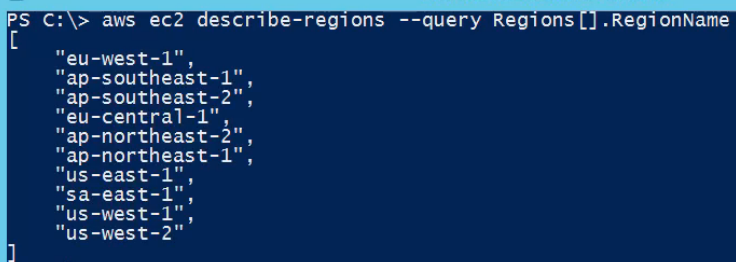 PS C:\> aws ec2 describe-regions --query Regions[].RegionName
[
    "eu-west-1",
    "ap-southeast-1",
    "ap-southeast-2",
    "eu-central-1",
    "ap-northeast-2",
    "ap-northeast-1",
    "us-east-1",
    "sa-east-1",
    "us-west-1",
    "us-west-2"
]